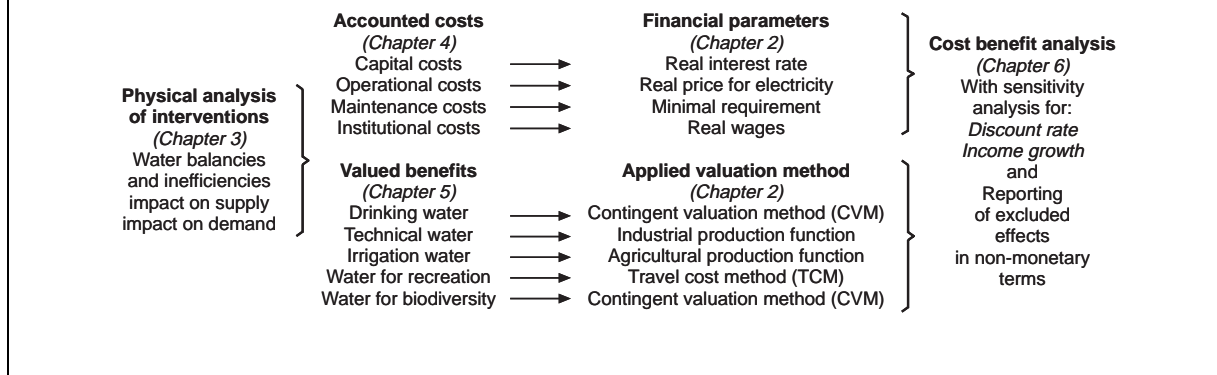 Physical analysis
of interventions
(Chapter 3)
Water balancies
and inefficiencies
impact on supply
impact on demand
Accounted costs
(Chapter 4)
Capital costs
Operational costs
Maintenance costs
Institutional costs
Financial parameters
(Chapter 2)
Real interest rate
Real price for electricity
Minimal requirement
Real wages
Valued benefits
(Chapter 5)
Drinking water
Technical water
Irrigation water
Water for recreation
Water for biodiversity
Applied valuation method
(Chapter 2)
Contingent valuation method (CVM)
Industrial production function
Agricultural production function
Travel cost method (TCM)
Contingent valuation method (CVM)
Cost benefit analysis
(Chapter 6)
With sensitivity
analysis for:
Discount rate
Income growth
and
Reporting
of excluded
effects
in non-monetary
terms